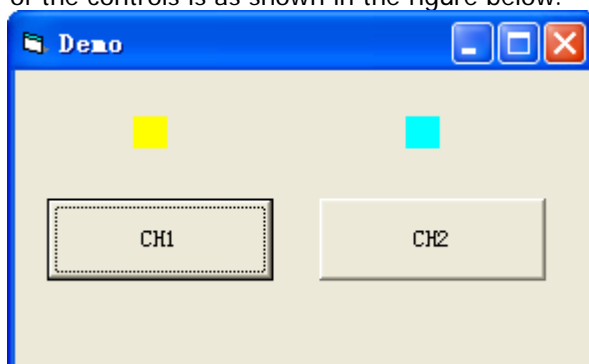 of the controls is as shown in the figure below.
Demo
CH1 CH2